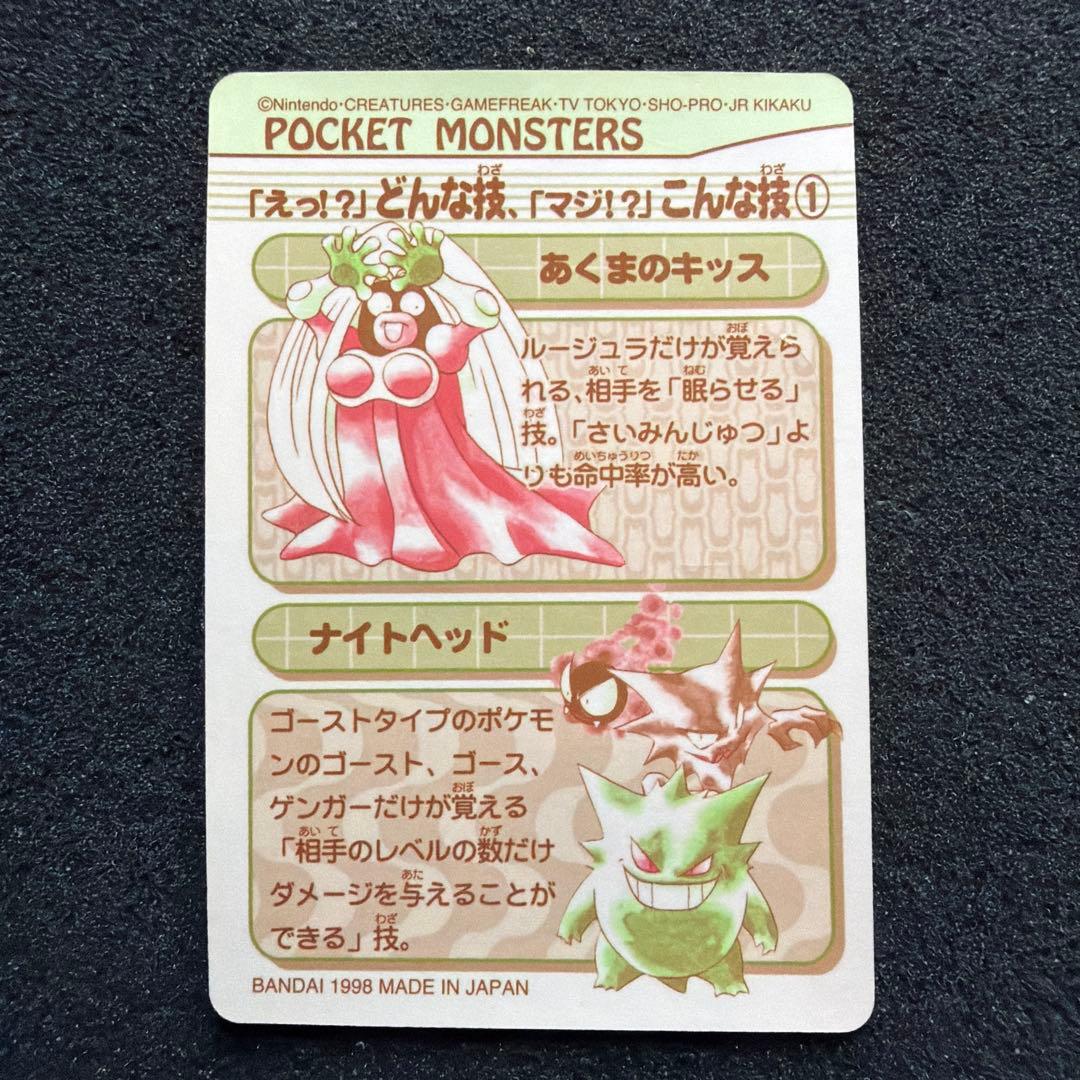 ©Nintendo・CREATURES・GAMEFREAK・TV TOKYO・SHO-PRO・JR KIKAKU
POCKET MONSTERS
「えっ!?」どんな技、「マジ!?」こんな技①
あくまのキッス
ルージュラだけが覚えら
れる、相手を「眠らせる」
技。「さいみんじゅつ」よ
りも命中率が高い。
ナイトヘッド
ゴーストタイプのポケモ
ンのゴースト、ゴース、
ゲンガーだけが覚える
「相手のレベルの数だけ
ダメージを与えることが
できる」技。
BANDAI 1998 MADE IN JAPAN